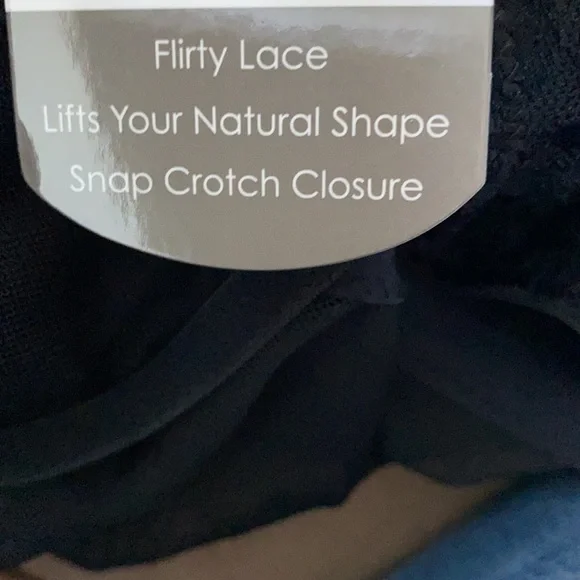 Flirty Lace
Lifts Your Natural Shape
Snap Crotch Closure